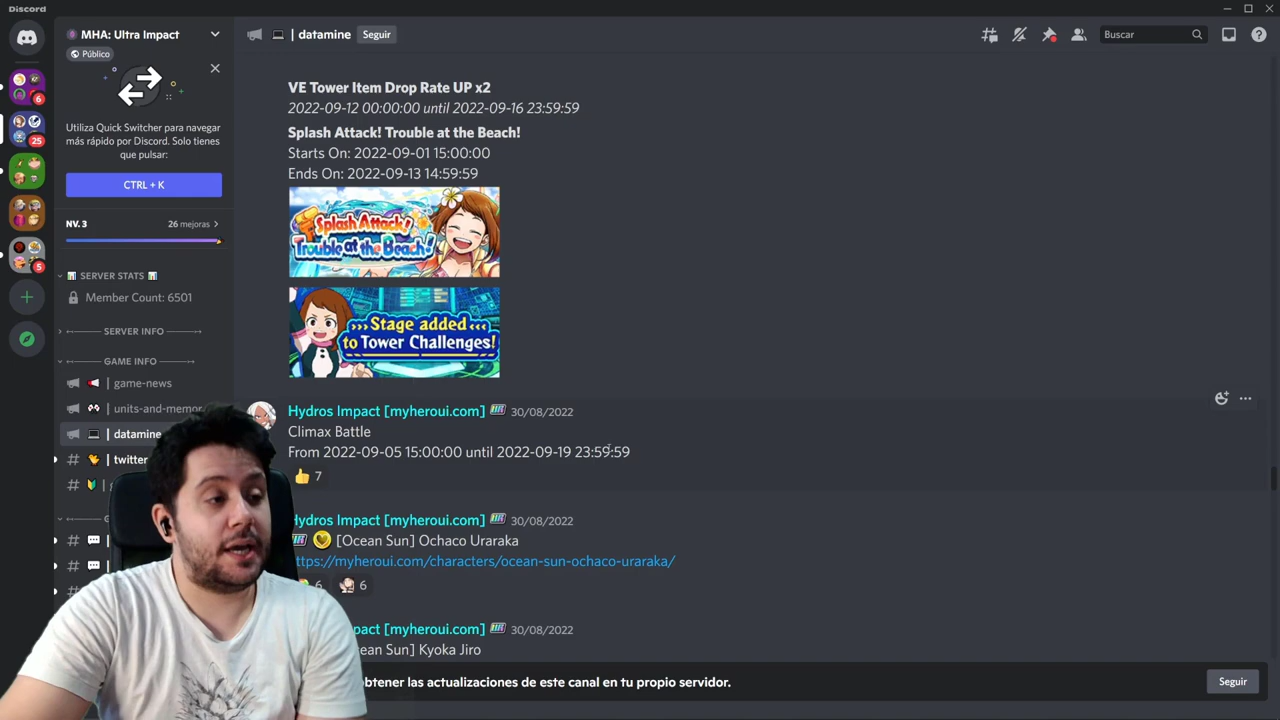 Discord
MHA: Ultra Impact
Público
Utiliza Quick Switcher para navegar
más rápido por Discord. Solo tienes
que pulsar:
CTRL + K
NV. 3
26 mejoras
SERVER STATS
Member Count: 6501
SERVER INFO
GAME INFO
| game-news
| units-and-memor
| datamine
| twitter
6
25
5
| datamine
Seguir
Buscar
VE Tower Item Drop Rate UP x2
2022-09-12 00:00:00 until 2022-09-16 23:59:59
Splash Attack! Trouble at the Beach!
Starts On: 2022-09-01 15:00:00
Ends On: 2022-09-13 14:59:59
Splash Attack!
Trouble at the Beach!
>>> Stage added <<<
to Tower Challenges!
Hydros Impact [myheroui.com] 30/08/2022
Climax Battle
From 2022-09-05 15:00:00 until 2022-09-19 23:59:59
7
Hydros Impact [myheroui.com] 30/08/2022
[Ocean Sun] Ochaco Uraraka
ttps://myheroui.com/characters/ocean-sun-ochaco-uraraka/
6 6
pact [myheroui.com] 30/08/2022
ean Sun] Kyoka Jiro
btener las actualizaciones de este canal en tu propio servidor.
Seguir